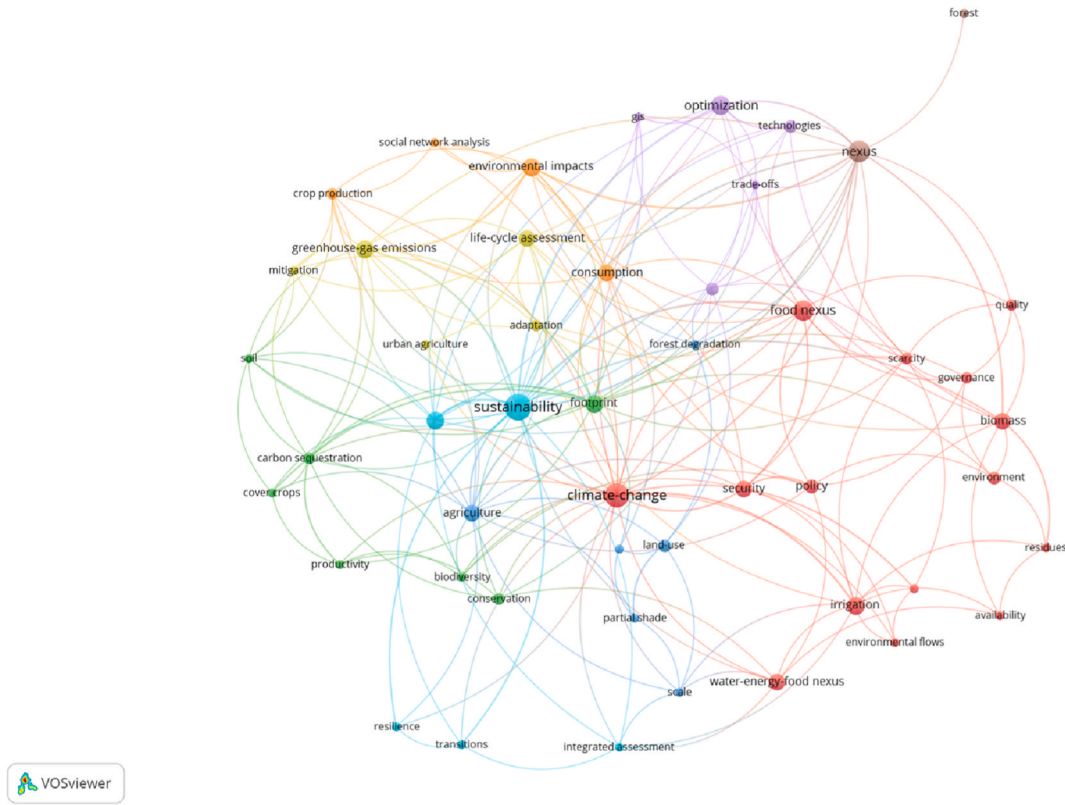 forest
optimization
gis
technologies
social network analysis
nexus
environmental impacts
trade-offs
crop production
life-cycle assessment
greenhouse-gas emissions
mitigation
consumption
quality
food nexus
adaptation
urban agriculture
forest degradation
soil
scarcity
governance
sustainability
footprint
biomass
carbon sequestration
environment
cover crops
climate-change
security
policy
agriculture
land-use
residues
productivity
biodiversity
conservation
irrigation
partial shade
availability
environmental flows
water-energy-food nexus
scale
resilience
transitions
integrated assessment
VOSviewer